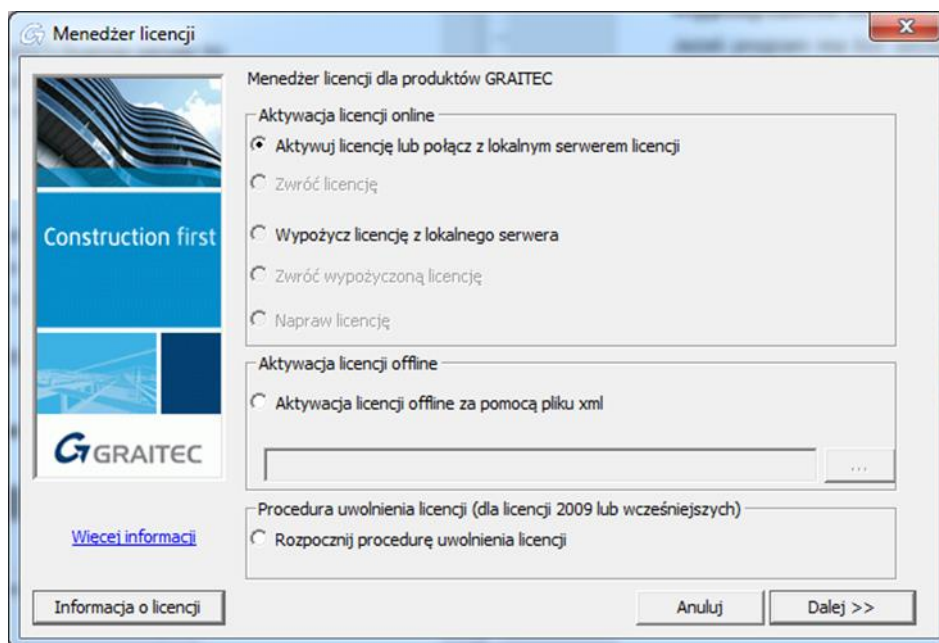 Menedżer licencji
Menedżer licencji dla produktów GRAITEC
Aktywacja licencji online
Aktywuj licencję lub połącz z lokalnym serwerem licencji
Zwróć licencję
Wypożycz licencję z lokalnego serwera
Zwróć wypożyczoną licencję
Napraw licencję
Construction first
Aktywacja licencji offline
Aktywacja licencji offline za pomocą pliku xml
...
GRAITEC
Procedura uwolnienia licencji (dla licencji 2009 lub wcześniejszych)
Rozpocznij procedurę uwolnienia licencji
Więcej informacji
Informacja o licencji
Anuluj
Dalej >>